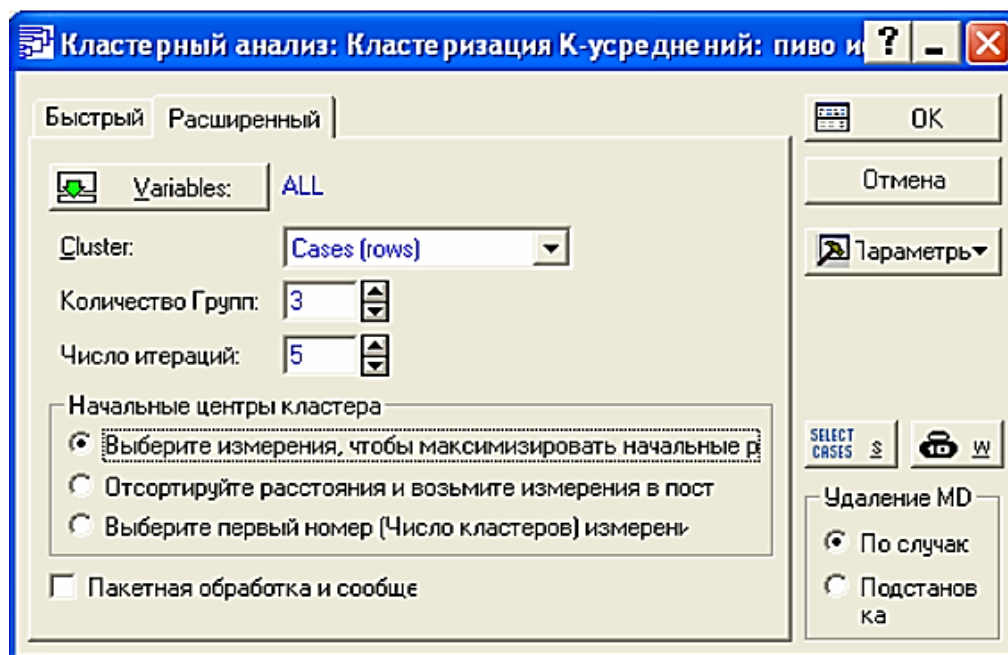 Кластерный анализ: Кластеризация К-усреднений: пиво ис
Быстрый
Расширенный
OK
Variables:
ALL
Отмена
Cluster:
Cases (rows)
Параметры
Количество Групп:
3
Число итераций:
5
Начальные центры кластера
Выберите измерения, чтобы максимизировать начальные р
SELECT CASES
S
W
Отсортируйте расстояния и возьмите измерения в пост
Выберите первый номер (Число кластеров) измерени
Удаление MD
По случак
Подстанов
ка
Пакетная обработка и сообще